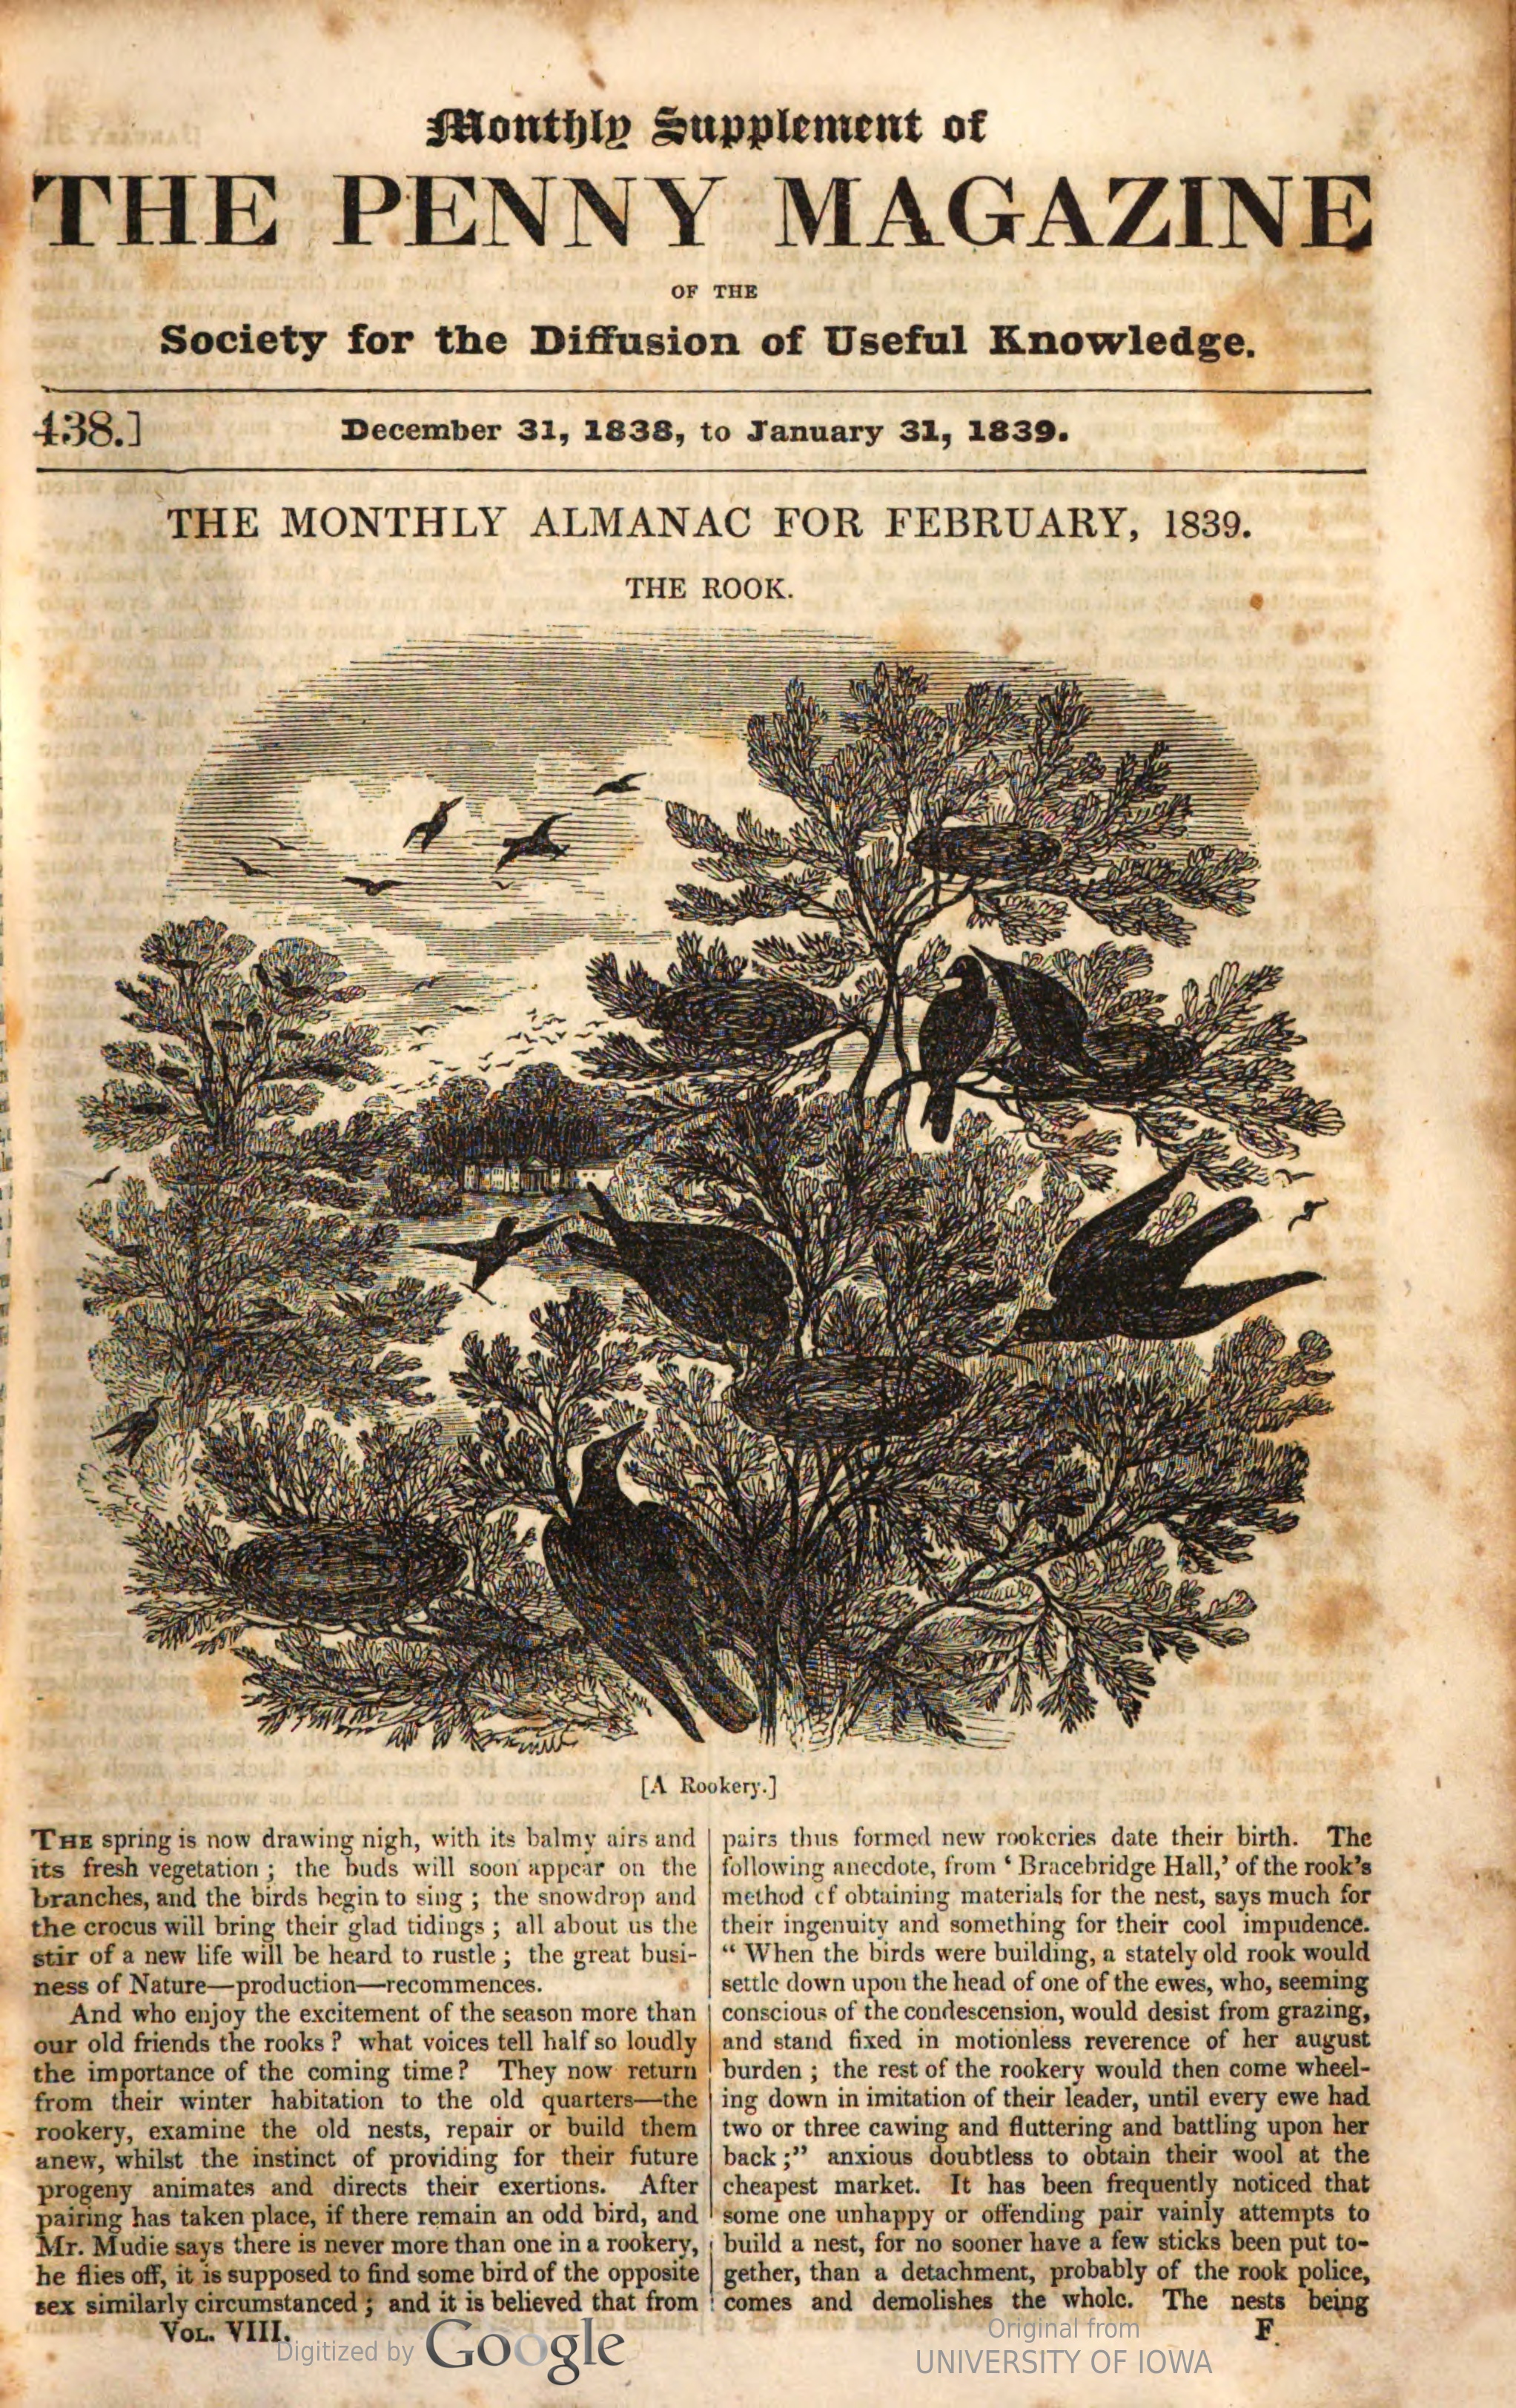 Monthly Supplement of
THE PENNY MAGAZINE
OF THE
Society for the Diffusion of Useful Knowledge.
438.]
December 31, 1838, to January 31, 1839.
THE MONTHLY ALMANAC FOR FEBRUARY, 1839.
THE ROOK.
[A Rookery.]
THE spring is now drawing nigh, with its balmy airs and
its fresh vegetation; the buds will soon appear on the
branches, and the birds begin to sing; the snowdrop and
the crocus will bring their glad tidings; all about us the
stir of a new life will be heard to rustle; the great busi-
ness of Nature—production—recommences.
And who enjoy the excitement of the season more than
our old friends the rooks? what voices tell half so loudly
the importance of the coming time? They now return
from their winter habitation to the old quarters—the
rookery, examine the old nests, repair or build them
anew, whilst the instinct of providing for their future
progeny animates and directs their exertions. After
pairing has taken place, if there remain an odd bird, and
Mr. Mudie says there is never more than one in a rookery,
he flies off, it is supposed to find some bird of the opposite
sex similarly circumstanced; and it is believed that from
pairs thus formed new rookeries date their birth. The
following anecdote, from ‘Bracebridge Hall,’ of the rook’s
method of obtaining materials for the nest, says much for
their ingenuity and something for their cool impudence.
“When the birds were building, a stately old rook would
settle down upon the head of one of the ewes, who, seeming
conscious of the condescension, would desist from grazing,
and stand fixed in motionless reverence of her august
burden; the rest of the rookery would then come wheel-
ing down in imitation of their leader, until every ewe had
two or three cawing and fluttering and battling upon her
back;” anxious doubtless to obtain their wool at the
cheapest market. It has been frequently noticed that
some one unhappy or offending pair vainly attempts to
build a nest, for no sooner have a few sticks been put to-
gether, than a detachment, probably of the rook police,
comes and demolishes the whole. The nests being
VOL. VIII.
F
Digitized by Google
Original from
UNIVERSITY OF IOWA